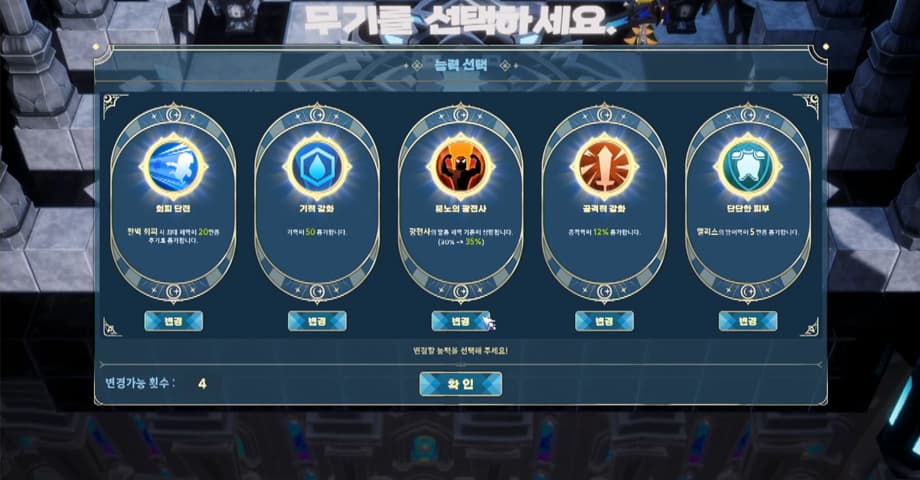 무기를 선택하세요.
능력 선택
회피 단련
완벽 회피 시 최대 체력이 20만큼
추가로 증가합니다.
기력 강화
기력이 50 증가합니다.
분노의 광전사
광전사의 발동 체력 기준이 상향됩니다.
(30% -> 35%)
공격력 강화
공격력이 12% 증가합니다.
단단한 피부
앨리스의 방어력이 5 만큼 증가합니다.
변경
변경
변경
변경
변경
변경할 능력을 선택해 주세요!
변경가능 횟수 : 4
확 인